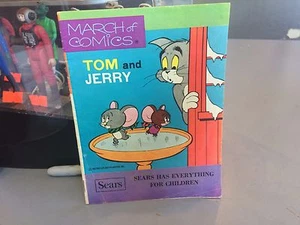 MARCH of
COMICS
TOM and
JERRY
Sears
SEARS HAS EVERYTHING
FOR CHILDREN